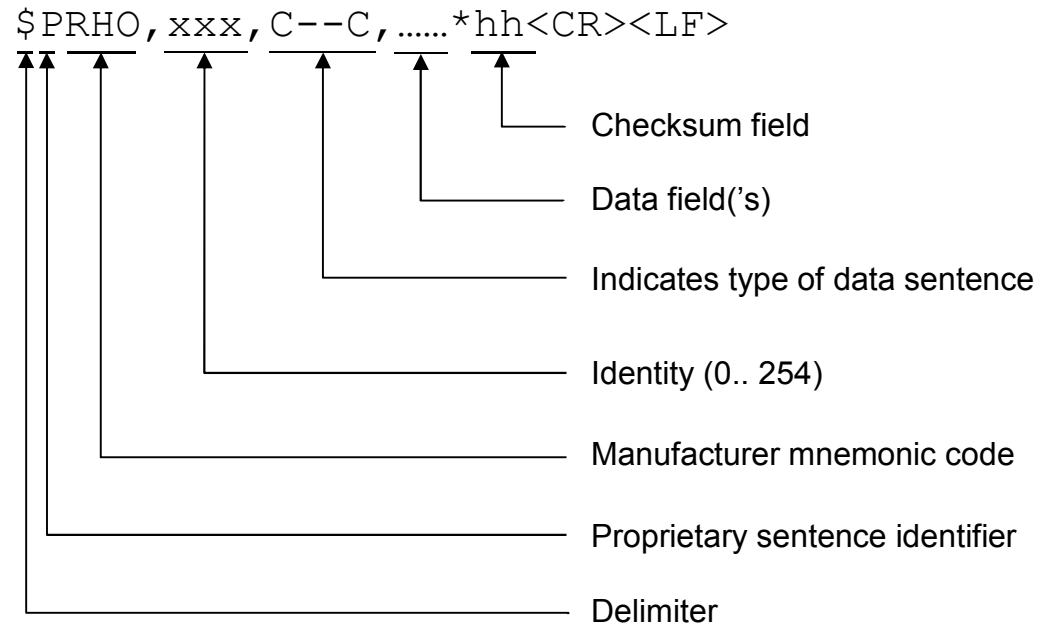 $PRHO,xxx,C--C,……*hh<CR><LF>
Checksum field
Data field('s)
Indicates type of data sentence
Identity (0.. 254)
Manufacturer mnemonic code
Proprietary sentence identifier
Delimiter